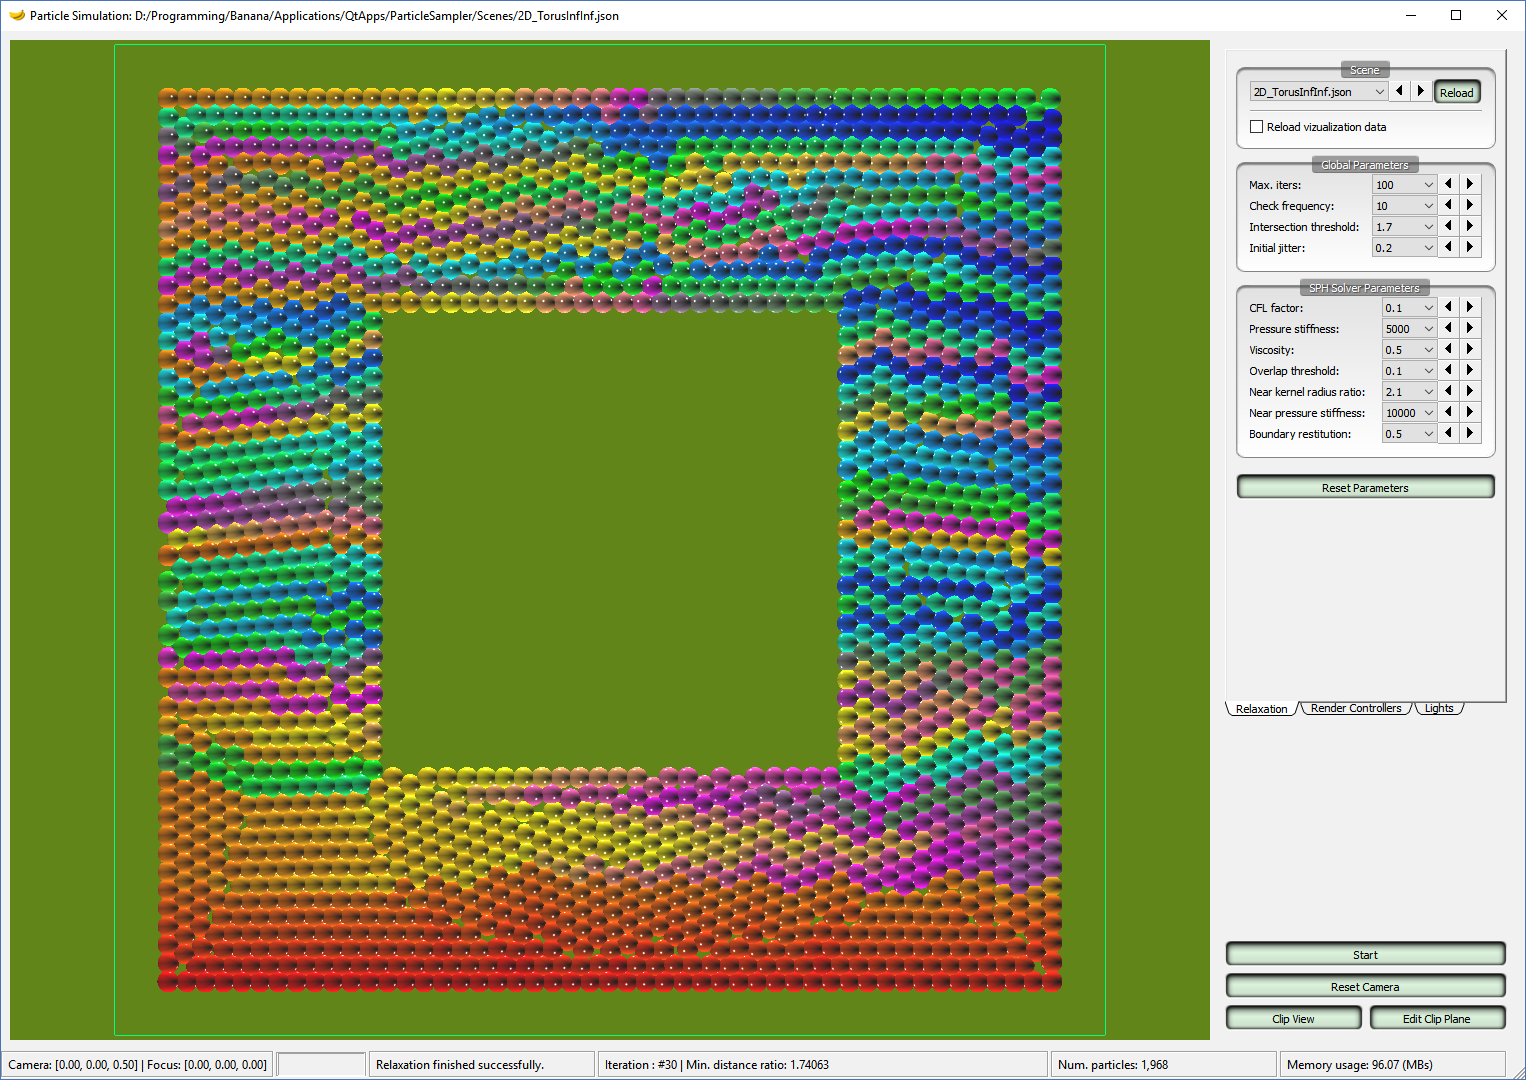 Particle Simulation: D:/Programming/Banana/Applications/QtApps/ParticleSampler/Scenes/2D_TorusInfInf.json
Scene
2D_TorusInfInf.json
Reload
Reload vizualization data
Global Parameters
Max. iters: 100
Check frequency: 10
Intersection threshold: 1.7
Initial jitter: 0.2
SPH Solver Parameters
CFL factor: 0.1
Pressure stiffness: 5000
Viscosity: 0.5
Overlap threshold: 0.1
Near kernel radius ratio: 2.1
Near pressure stiffness: 10000
Boundary restitution: 0.5
Reset Parameters
Relaxation Render Controllers Lights
Start
Reset Camera
Clip View Edit Clip Plane
Camera: [0.00, 0.00, 0.50] | Focus: [0.00, 0.00, 0.00] Relaxation finished successfully. Iteration : #30 | Min. distance ratio: 1.74063 Num. particles: 1,968 Memory usage: 96.07 (MBs)